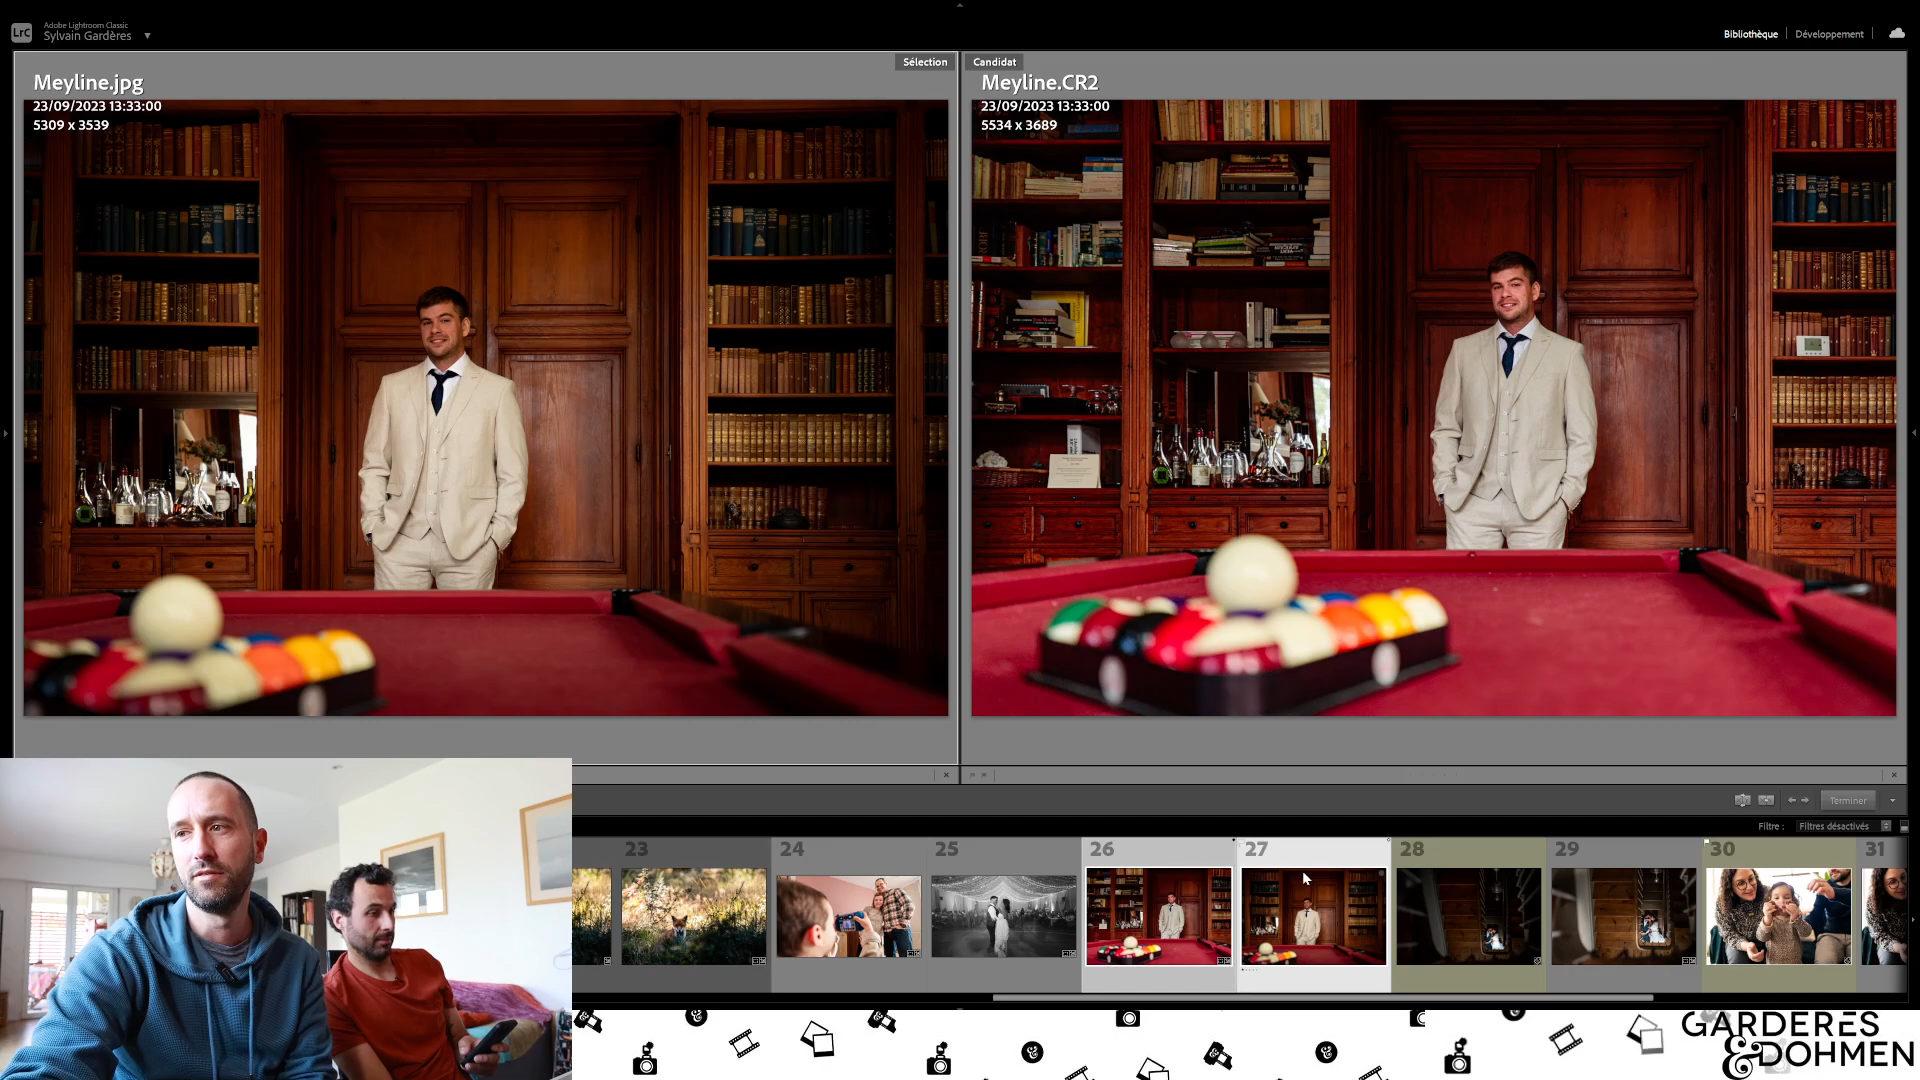 LrC
Adobe Lightroom Classic
Sylvain Gardères
Bibliothèque
Développement
Sélection
Meyline.jpg
23/09/2023 13:33:00
5309 x 3539
Candidat
Meyline.CR2
23/09/2023 13:33:00
5534 x 3689
Terminer
Filtre :
Filtres désactivés
23
24
25
26
27
28
29
30
31
GARDERES
&DOHMEN